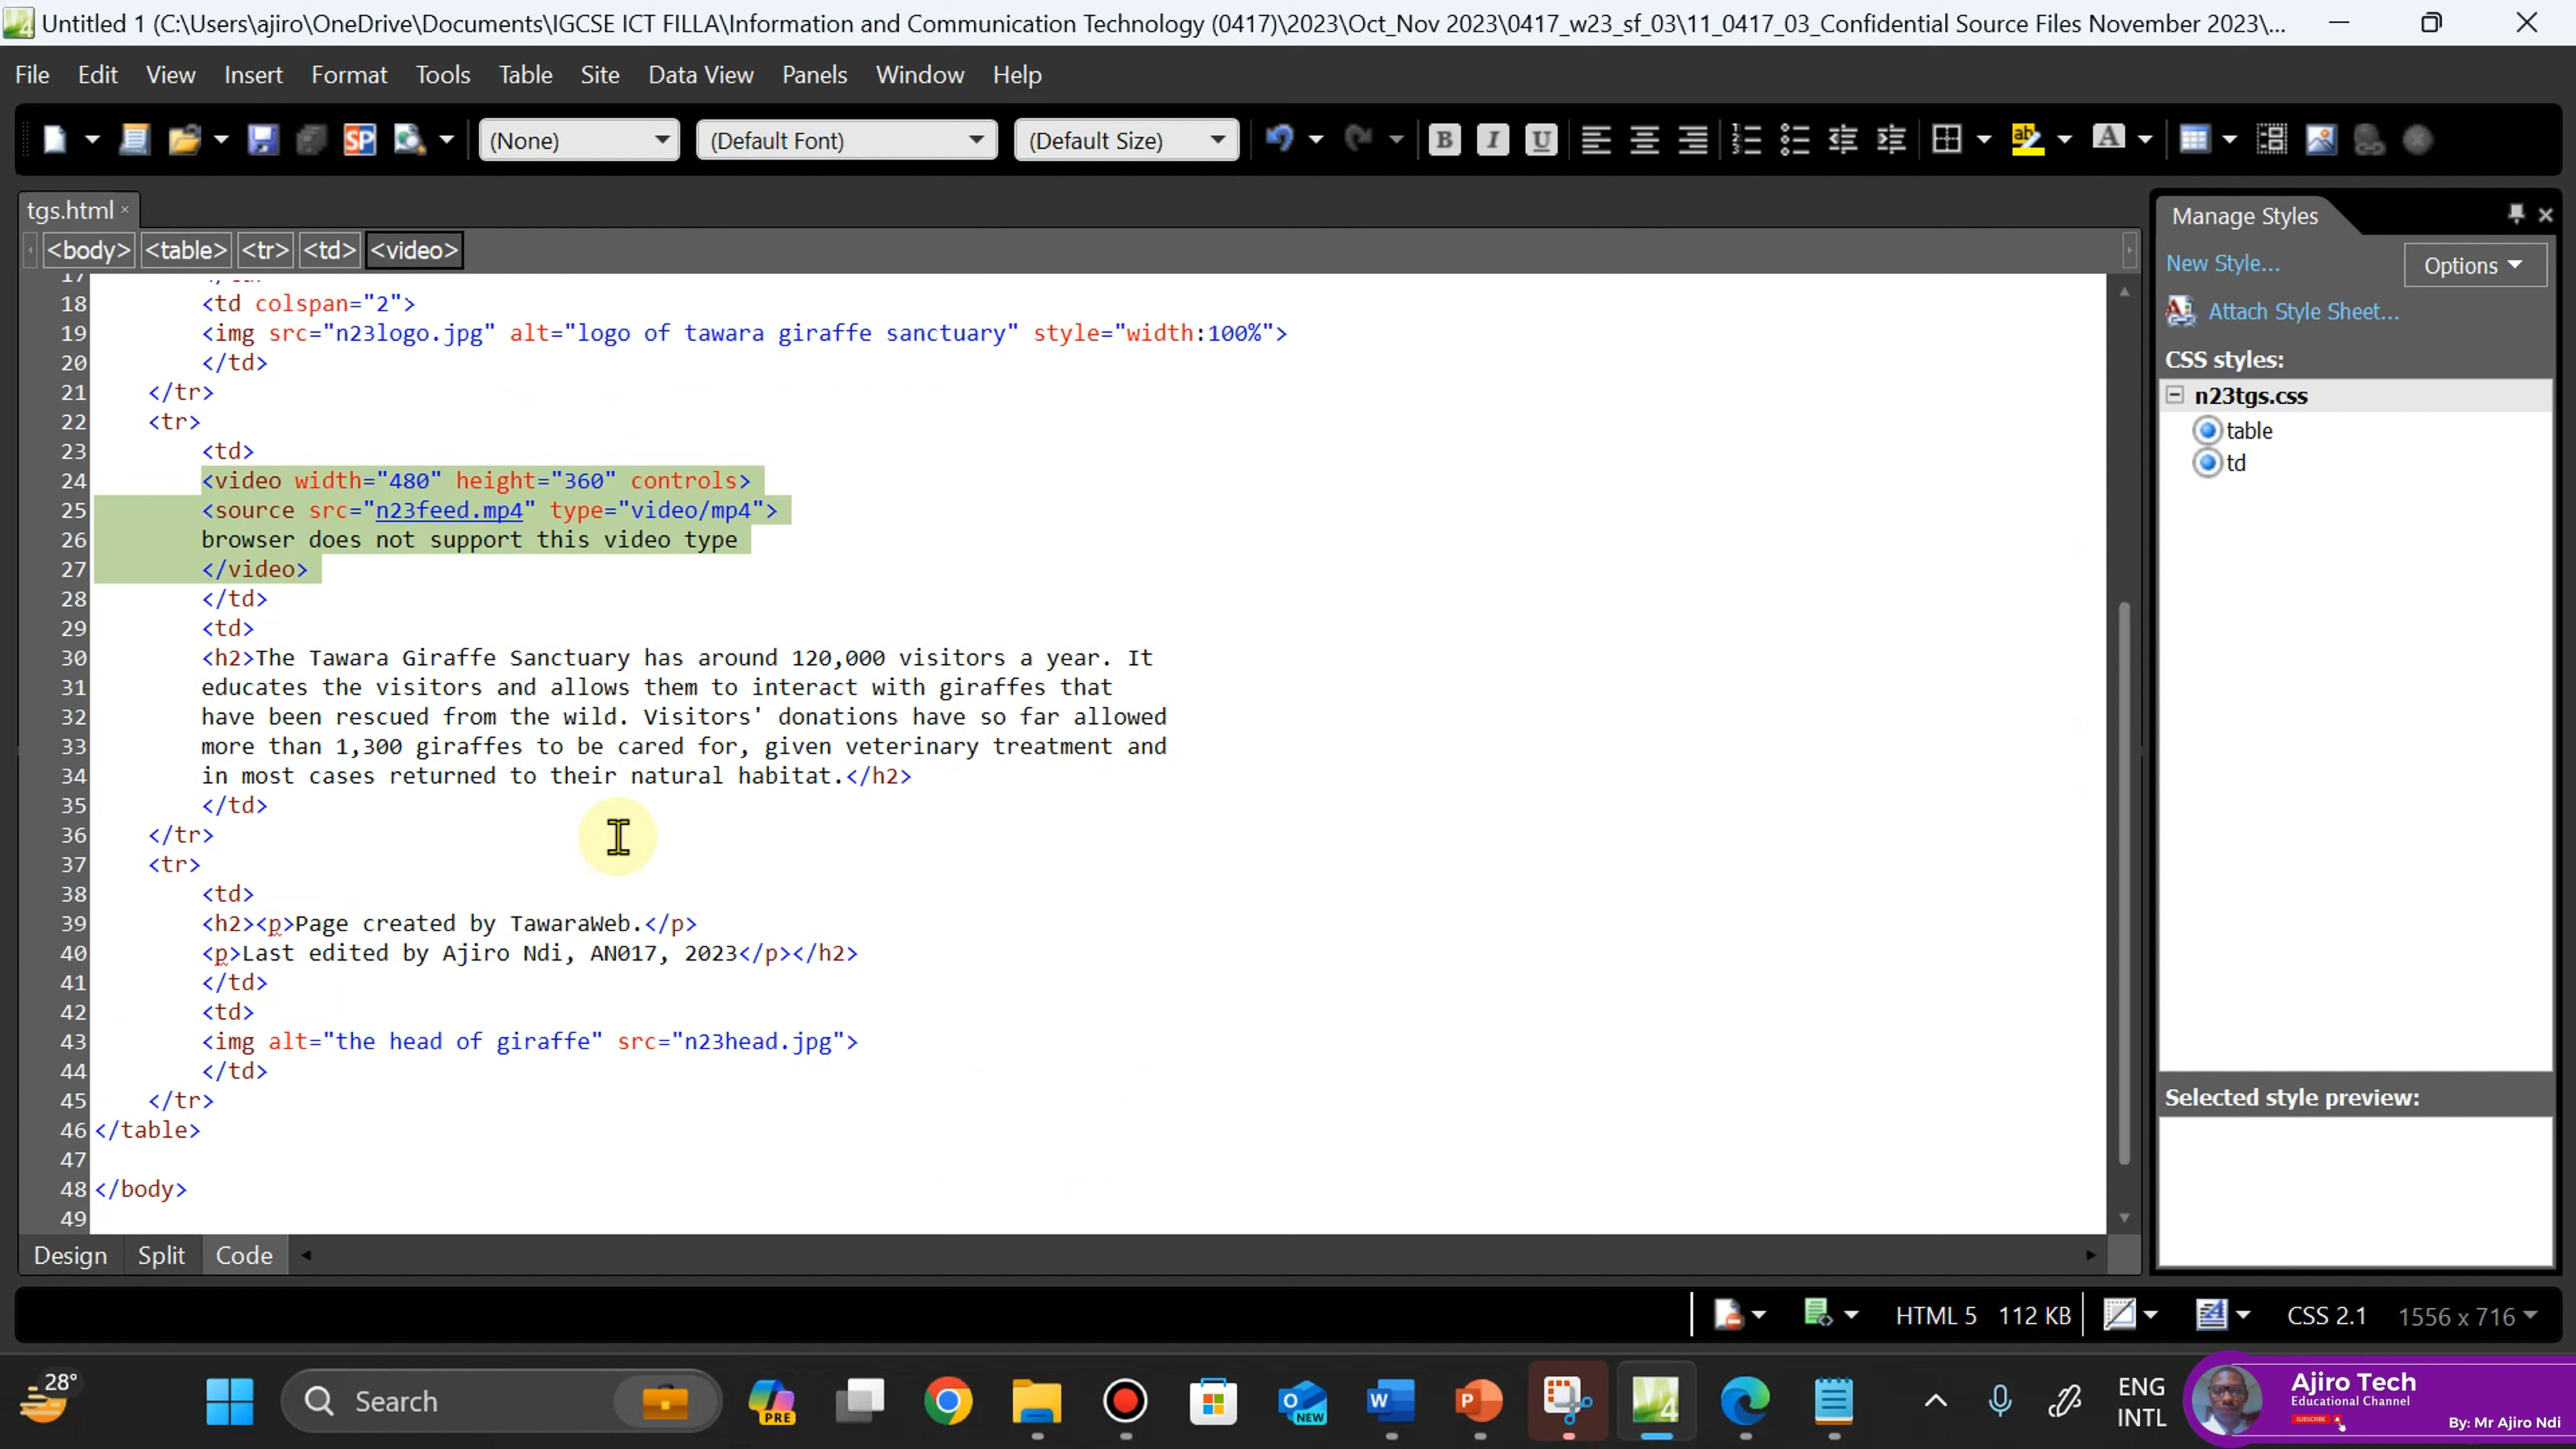 Untitled 1 (C:\Users\ajiro\OneDrive\Documents\IGCSE ICT FILLA\Information and Communication Technology (0417)\2023\Oct_Nov 2023\0417_w23_sf_03\11_0417_03_Confidential Source Files November 2023\...
File Edit View Insert Format Tools Table Site Data View Panels Window Help
(None) (Default Font) (Default Size)
tgs.html
<body> <table> <tr> <td> <video>
18 <td colspan="2">
19 <img src="n23logo.jpg" alt="logo of tawara giraffe sanctuary" style="width:100%">
20 </td>
21 </tr>
22 <tr>
23 <td>
24 <video width="480" height="360" controls>
25 <source src="n23feed.mp4" type="video/mp4">
26 browser does not support this video type
27 </video>
28 </td>
29 <td>
30 <h2>The Tawara Giraffe Sanctuary has around 120,000 visitors a year. It
31 educates the visitors and allows them to interact with giraffes that
32 have been rescued from the wild. Visitors' donations have so far allowed
33 more than 1,300 giraffes to be cared for, given veterinary treatment and
34 in most cases returned to their natural habitat.</h2>
35 </td>
36 </tr>
37 <tr>
38 <td>
39 <h2><p>Page created by TawaraWeb.</p>
40 <p>Last edited by Ajiro Ndi, AN017, 2023</p></h2>
41 </td>
42 <td>
43 <img alt="the head of giraffe" src="n23head.jpg">
44 </td>
45 </tr>
46 </table>
47
48 </body>
49
Design Split Code
Manage Styles
New Style...
Options
Attach Style Sheet...
CSS styles:
n23tgs.css
table
td
Selected style preview:
HTML 5 112 KB CSS 2.1 1556 x 716
28°
Search
PRE
NEW
ENG
INTL
Ajiro Tech
Educational Channel
SUBSCRIBE
By: Mr Ajiro Ndi